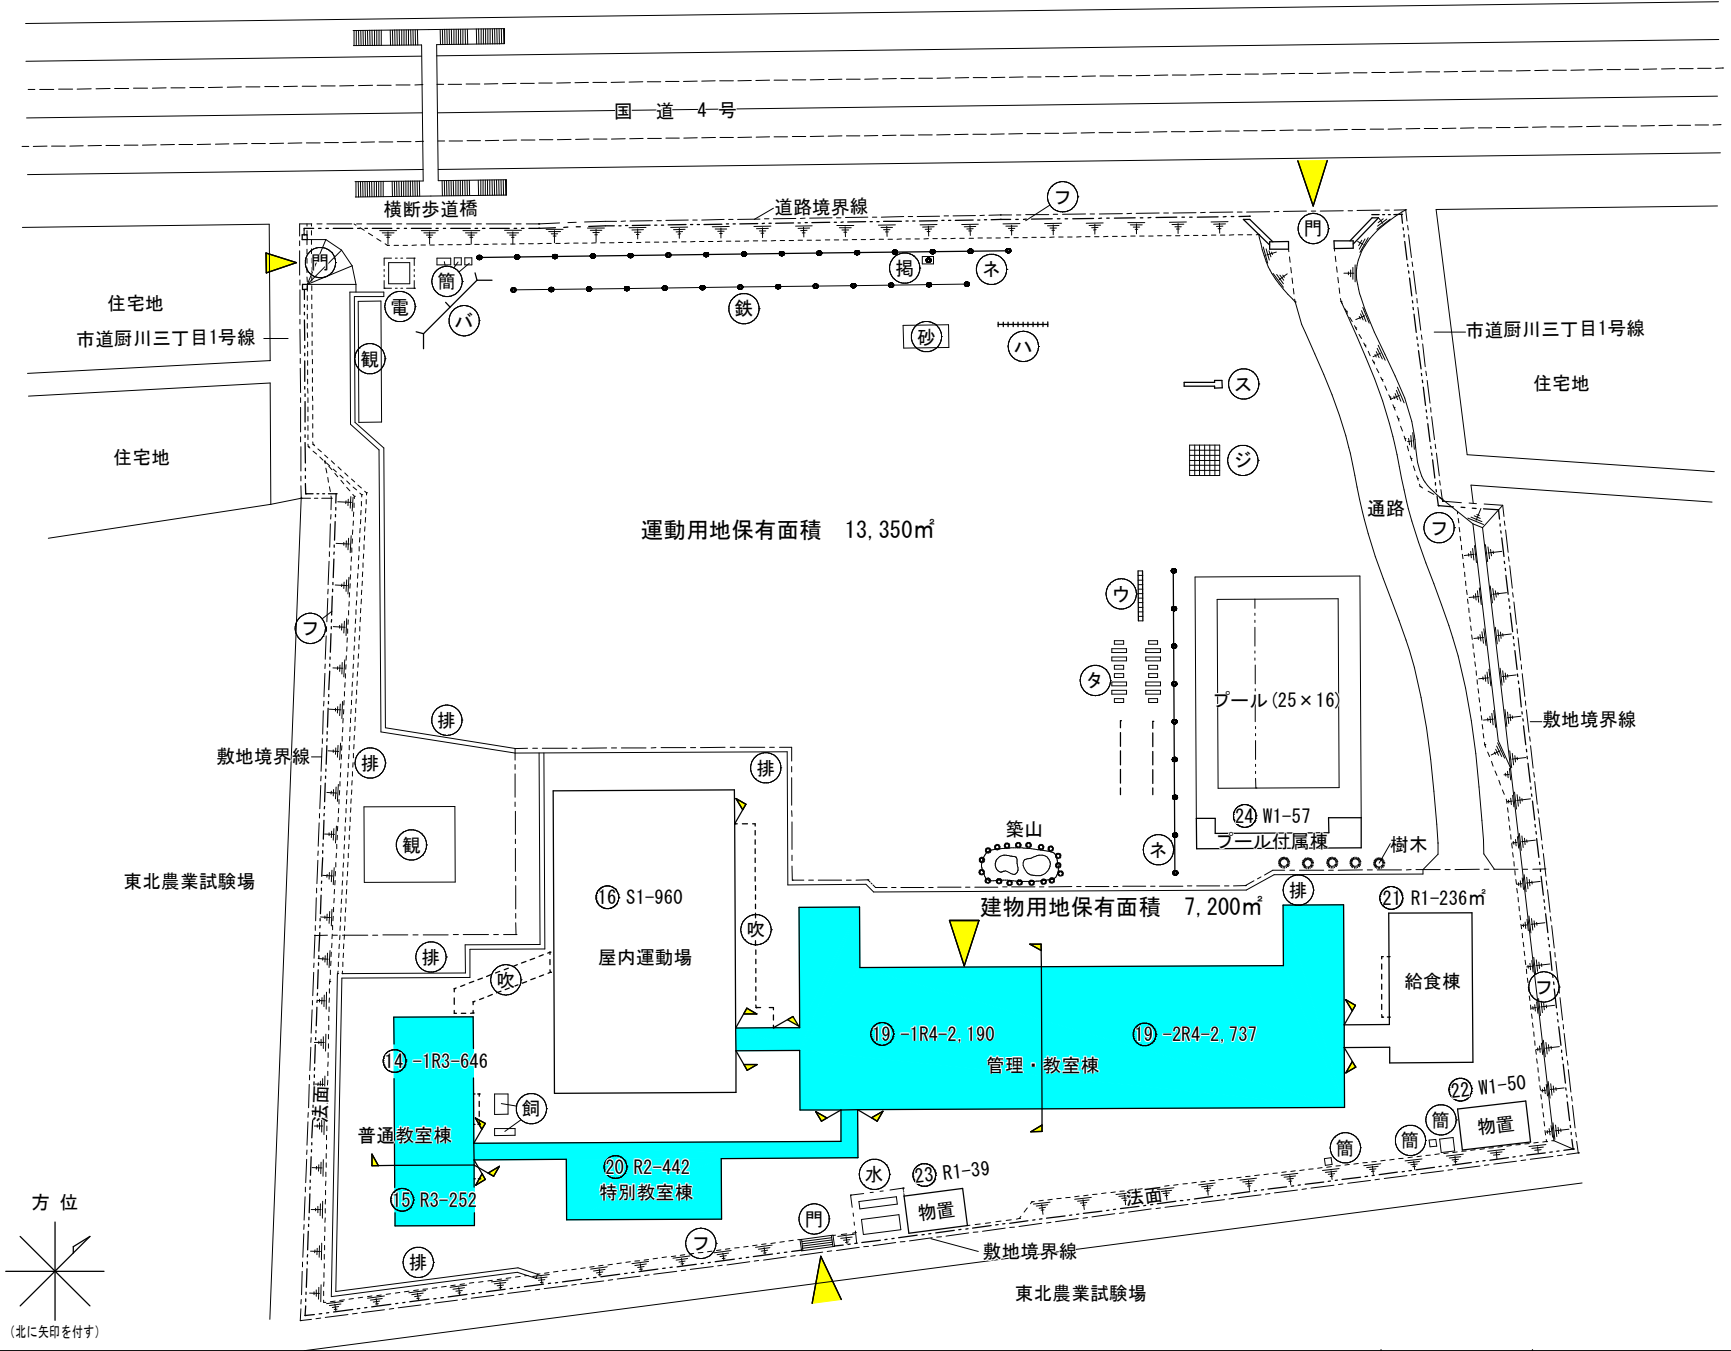 国 道 4 号
横断歩道橋
道路境界線
フ
門
門
電
簡
バ
鉄
掲
ネ
砂
ハ
観
ス
ジ
住宅地
市道厨川三丁目1号線
住宅地
市道厨川三丁目1号線
住宅地
住宅地
通路
フ
運動用地保有面積 13,350㎡
ウ
タ
フ
プール(25×16)
敷地境界線
敷地境界線
排
排
排
㉔ W1-57
プール付属棟
築山
ネ
樹木
観
東北農業試験場
⑯ S1-960
屋内運動場
建物用地保有面積 7,200㎡
排
㉑ R1-236㎡
給食棟
吹
排
吹
フ
⑲ -1R4-2,190
⑲ -2R4-2,737
管理・教室棟
⑭ -1R3-646
法面
普通教室棟
飼
㉒ W1-50
物置
簡
簡
簡
⑮ R3-252
⑳ R2-442
特別教室棟
水
㉓ R1-39
物置
法面
門
フ
排
敷地境界線
東北農業試験場
方 位
(北に矢印を付す)